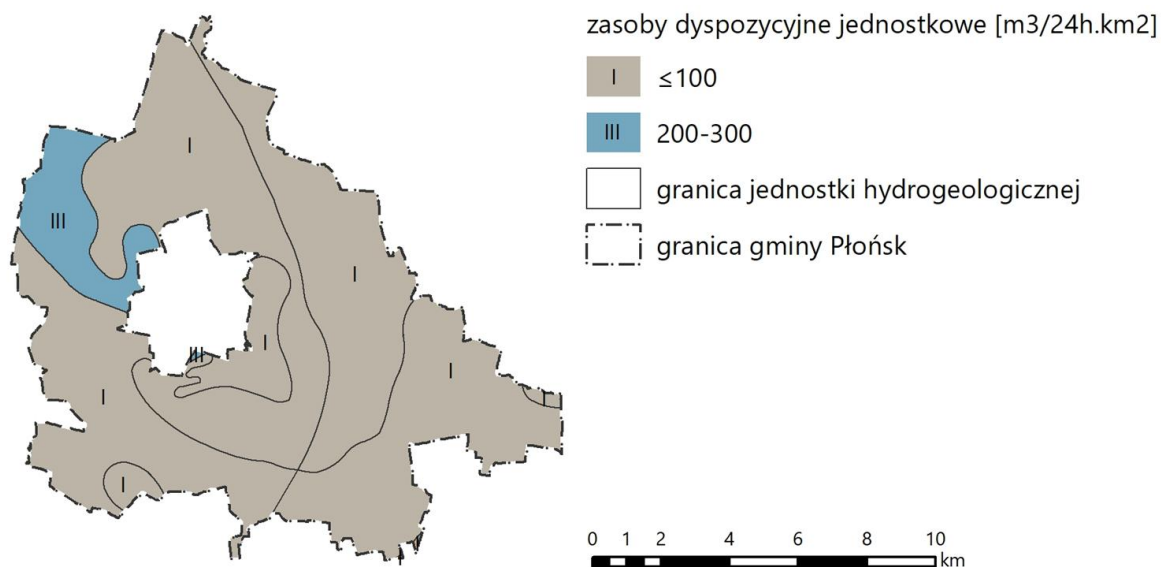 zasoby dyspozycyjne jednostkowe [m3/24h.km2]
I ≤100
III 200-300
granica jednostki hydrogeologicznej
granica gminy Płońsk
I
III
I
I
III
I
I
I
I
I
0 1 2 4 6 8 10
km